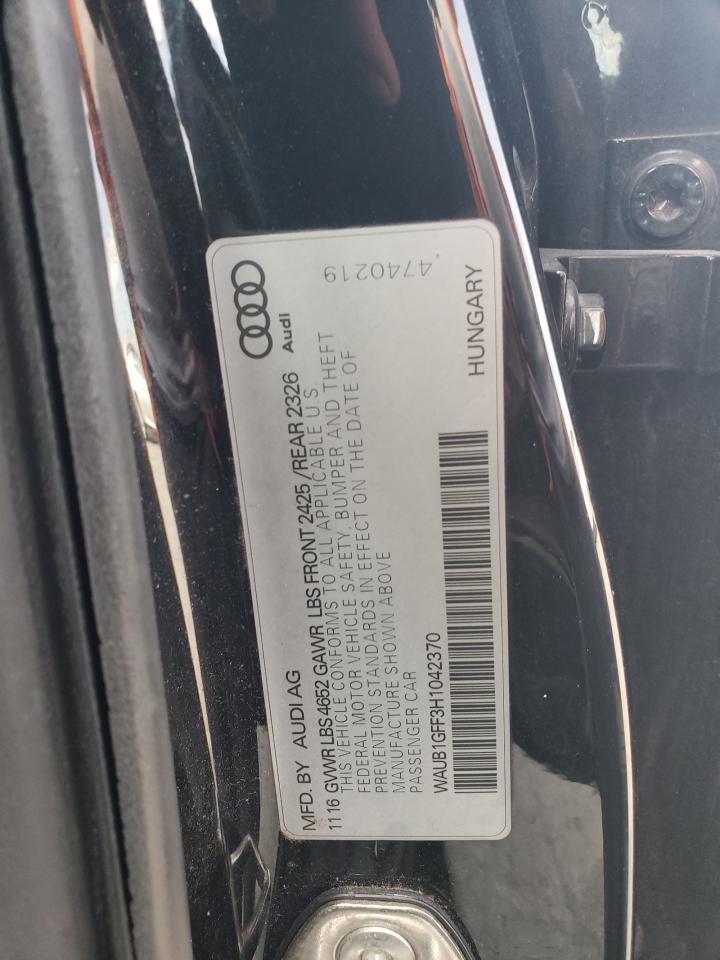 MFD. BY AUDI AG
11 16 GVWR LBS 4652 GAWR LBS FRONT 2425 /REAR 2326
THIS VEHICLE CONFORMS TO ALL APPLICABLE U.S.
FEDERAL MOTOR VEHICLE SAFETY, BUMPER AND THEFT
PREVENTION STANDARDS IN EFFECT ON THE DATE OF
MANUFACTURE SHOWN ABOVE
PASSENGER CAR
WAUB1GFF3H1042370
Audi
4740219
HUNGARY